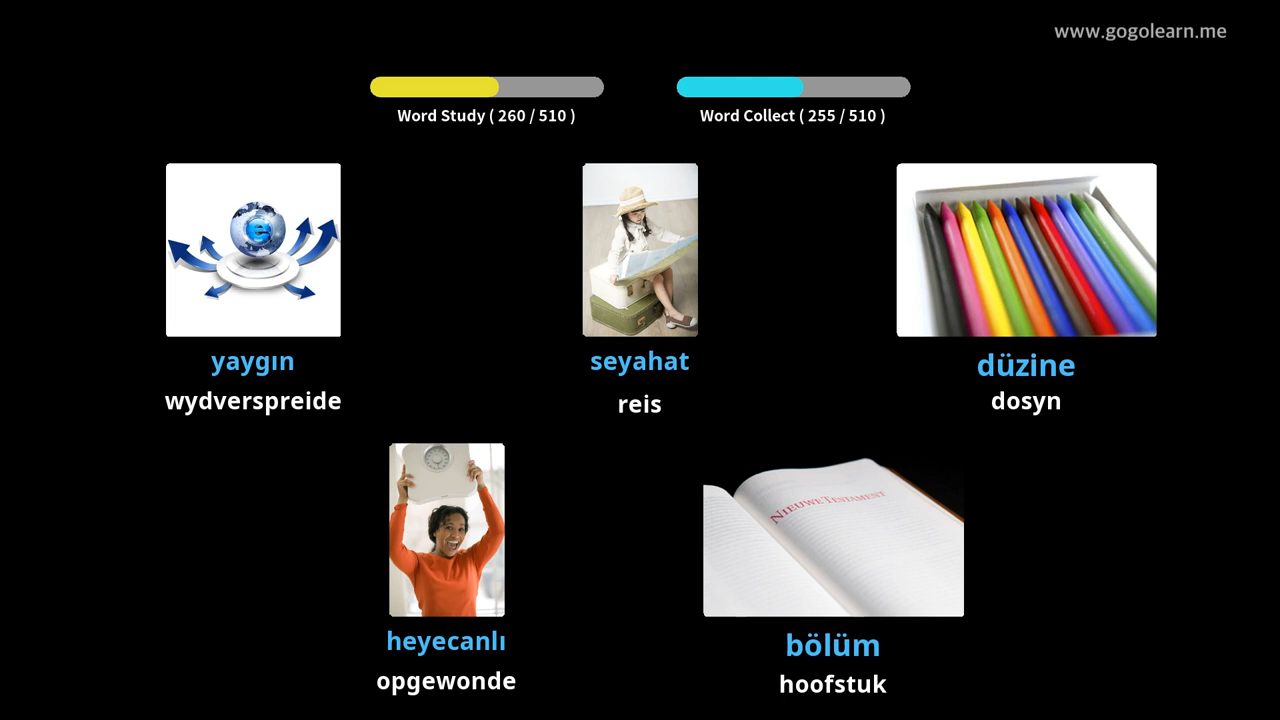 www.gogolearn.me
Word Study ( 260 / 510 )
Word Collect ( 255 / 510 )
yaygın
wydverspreide
seyahat
reis
düzine
dosyn
heyecanlı
opgewonde
NIEUWE TESTAMENT
bölüm
hoofstuk